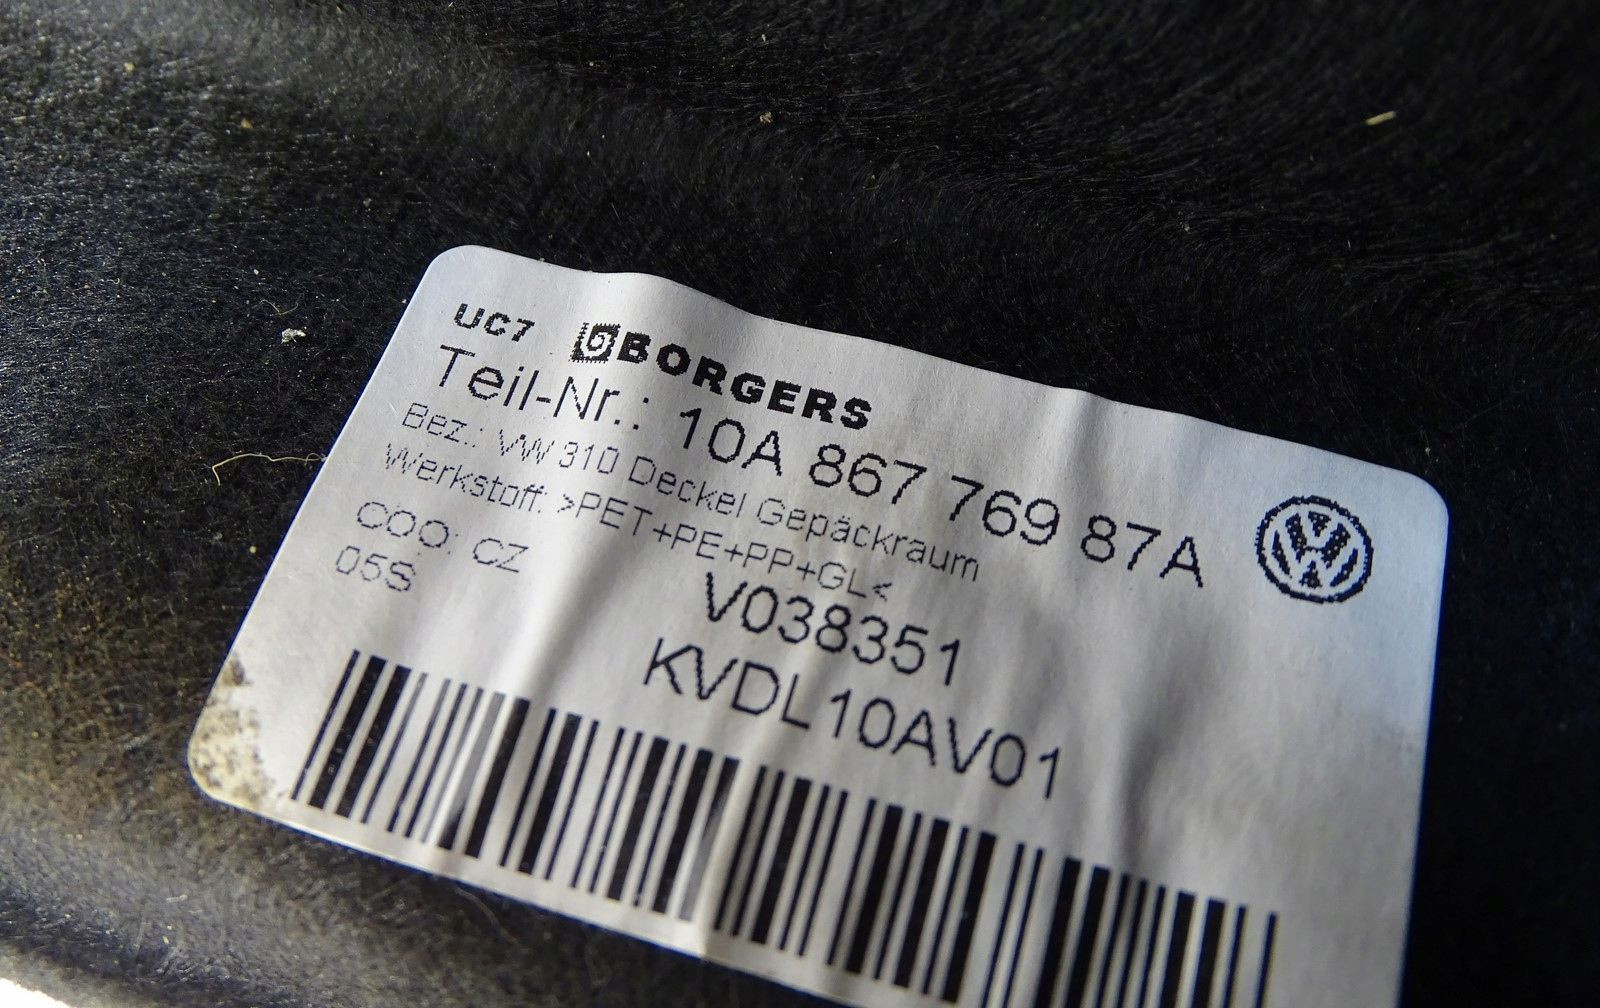 UC7 BORGERS
Teil-Nr.: 10A 867 769 87A
Bez.: VW 310 Deckel Gepäckraum
Werkstoff: >PET+PE+PP+GL<
COO: CZ
05S
V038351
KVDL10AV01